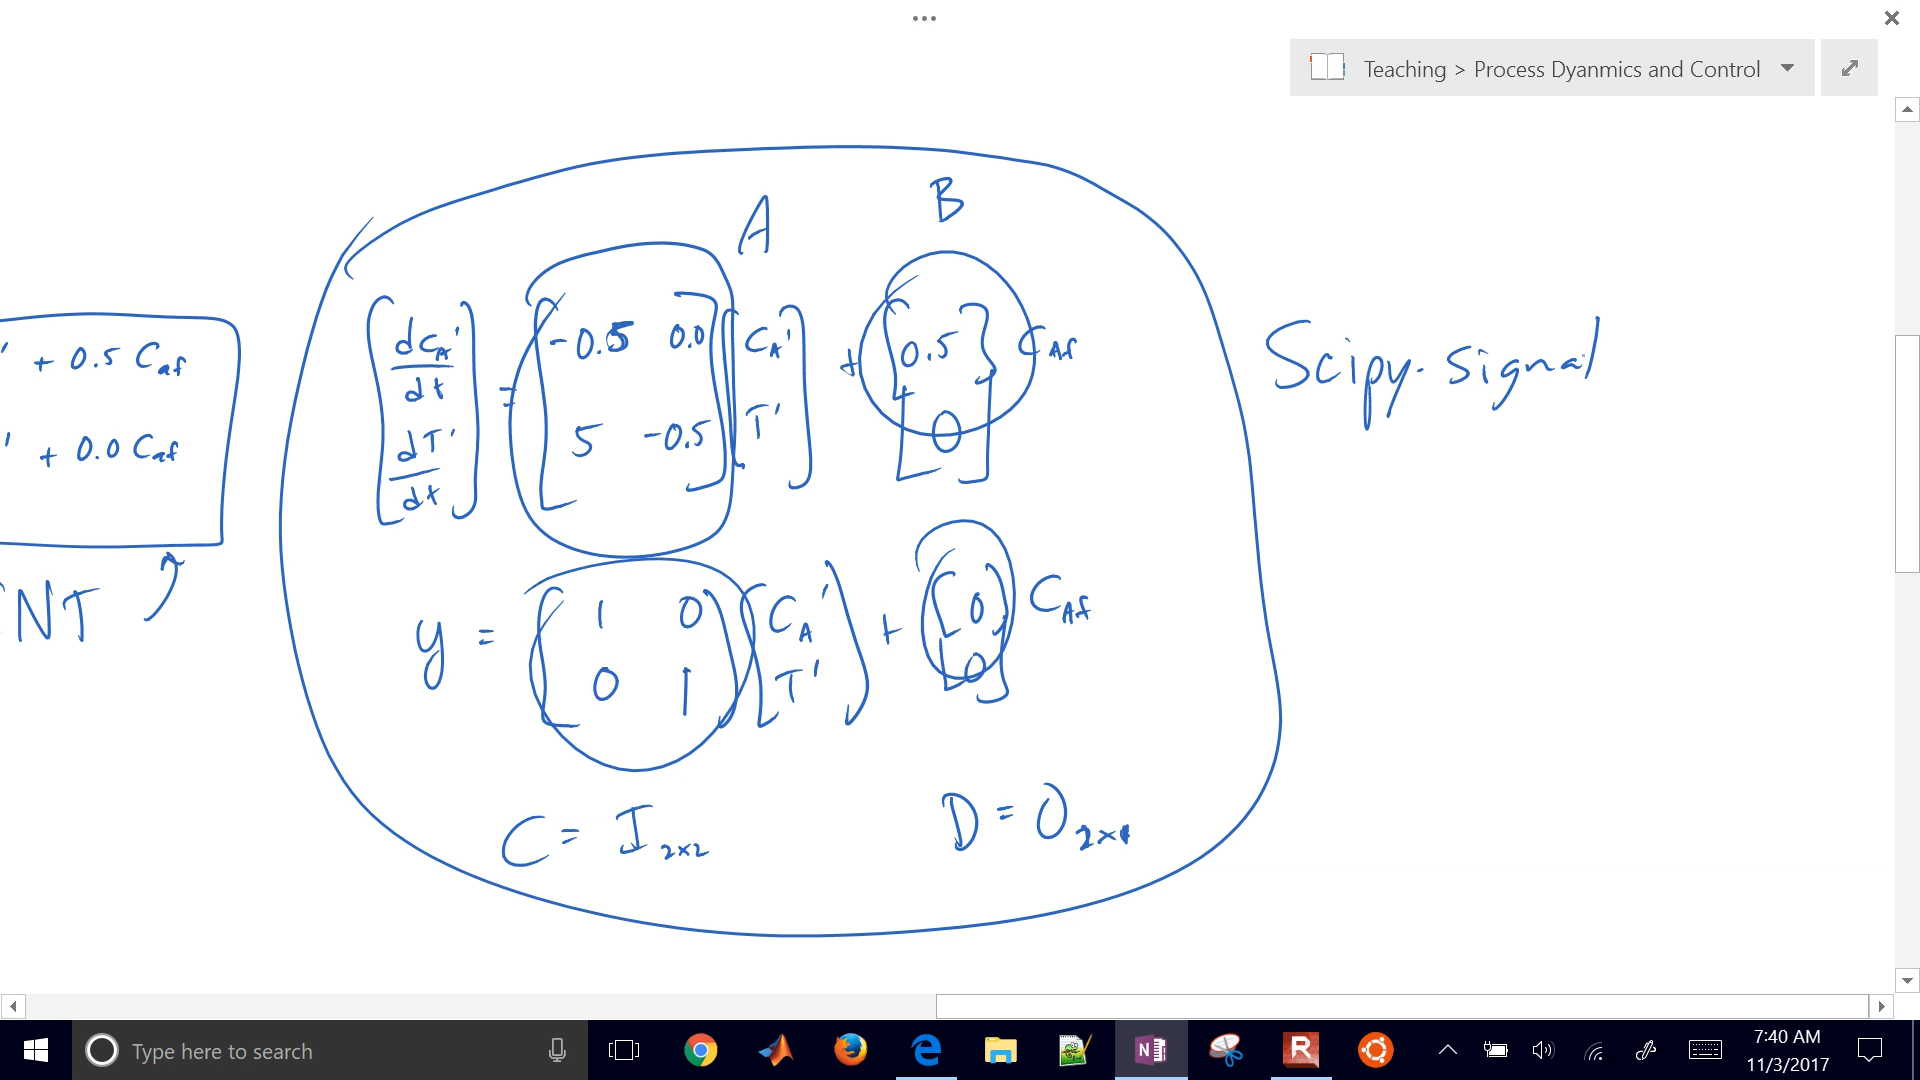 Teaching > Process Dyanmics and Control
A B
[dCA'/dt] = [-0.5 0.0] [CA'] + [0.5] CAf
[dT'/dt] [5 -0.5] [T'] [0]
Scipy.signal
' + 0.5 Caf
' + 0.0 Caf
NT
y = [1 0] [CA'] + [0] CAf
[0 1] [T'] [0]
C = I 2x2 D = O 2x1
Type here to search
7:40 AM
11/3/2017